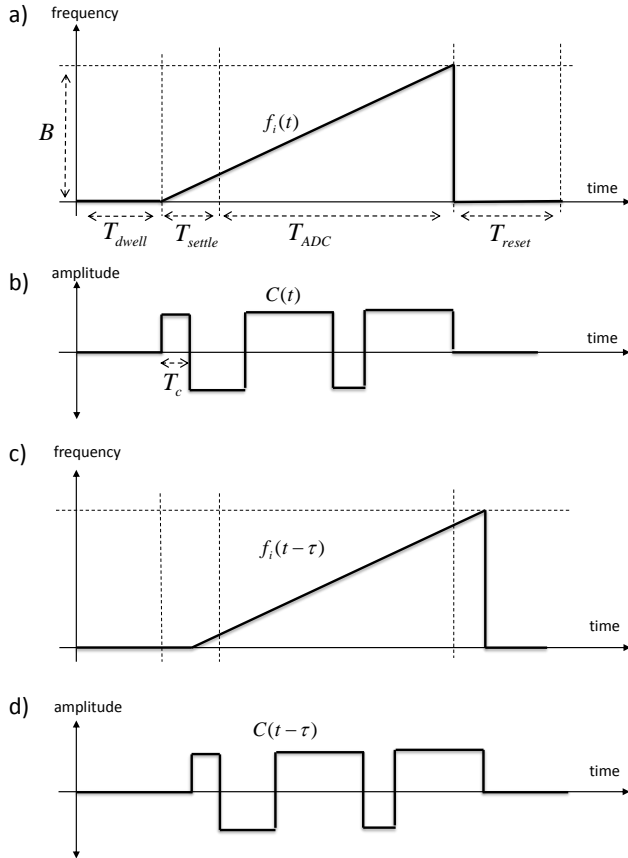 a)
frequency
B
f_i(t)
time
T_dwell
T_settle
T_ADC
T_reset
b)
amplitude
C(t)
time
T_c
c)
frequency
f_i(t − τ)
time
d)
amplitude
C(t − τ)
time